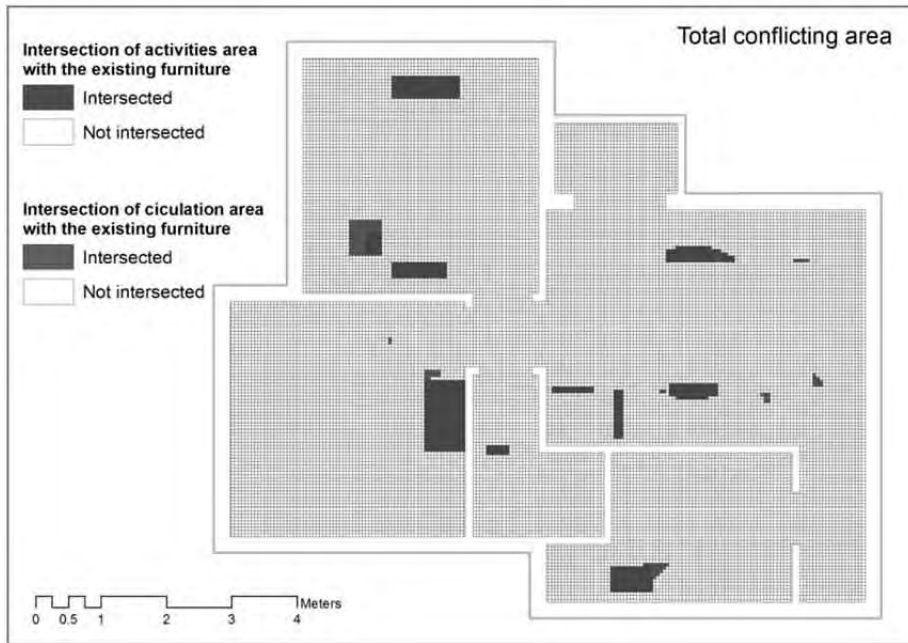 Total conflicting area
Intersection of activities area
with the existing furniture
Intersected
Not intersected
Intersection of ciculation area
with the existing furniture
Intersected
Not intersected
Meters
0 0.5 1 2 3 4